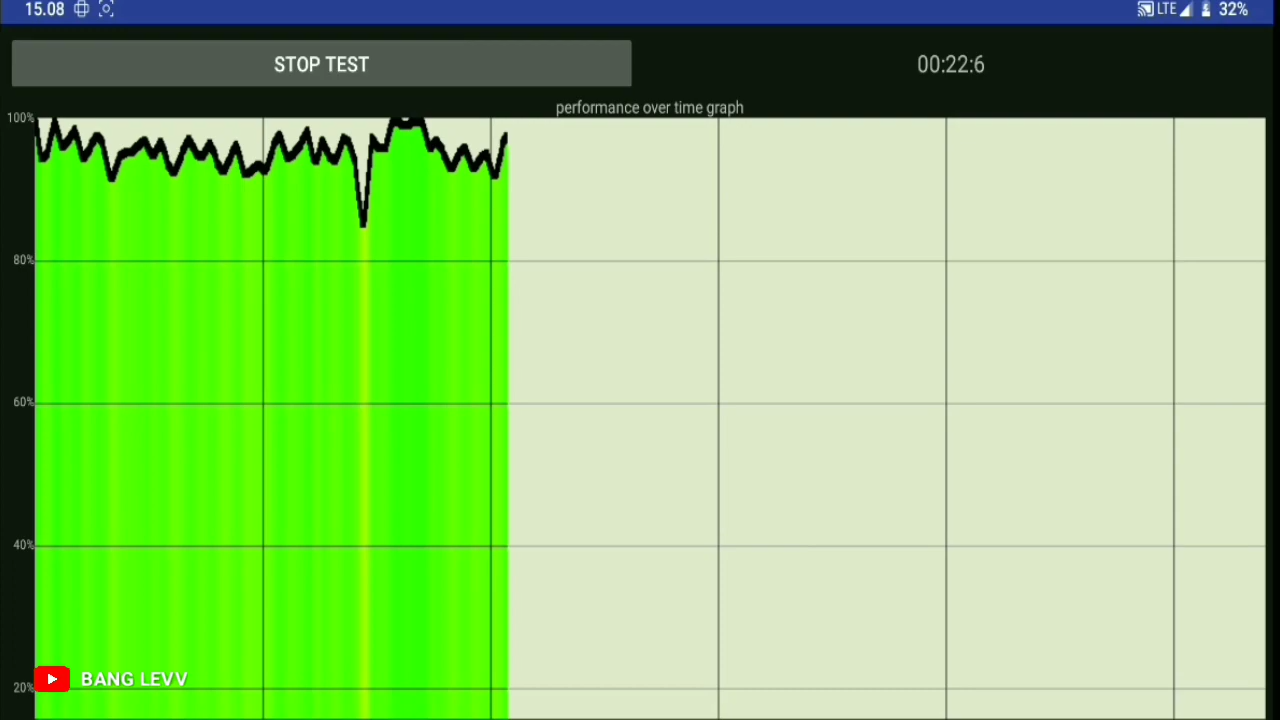 15.08 LTE 32%
STOP TEST 00:22:6
performance over time graph
100%
80%
60%
40%
20%
BANG LEVV